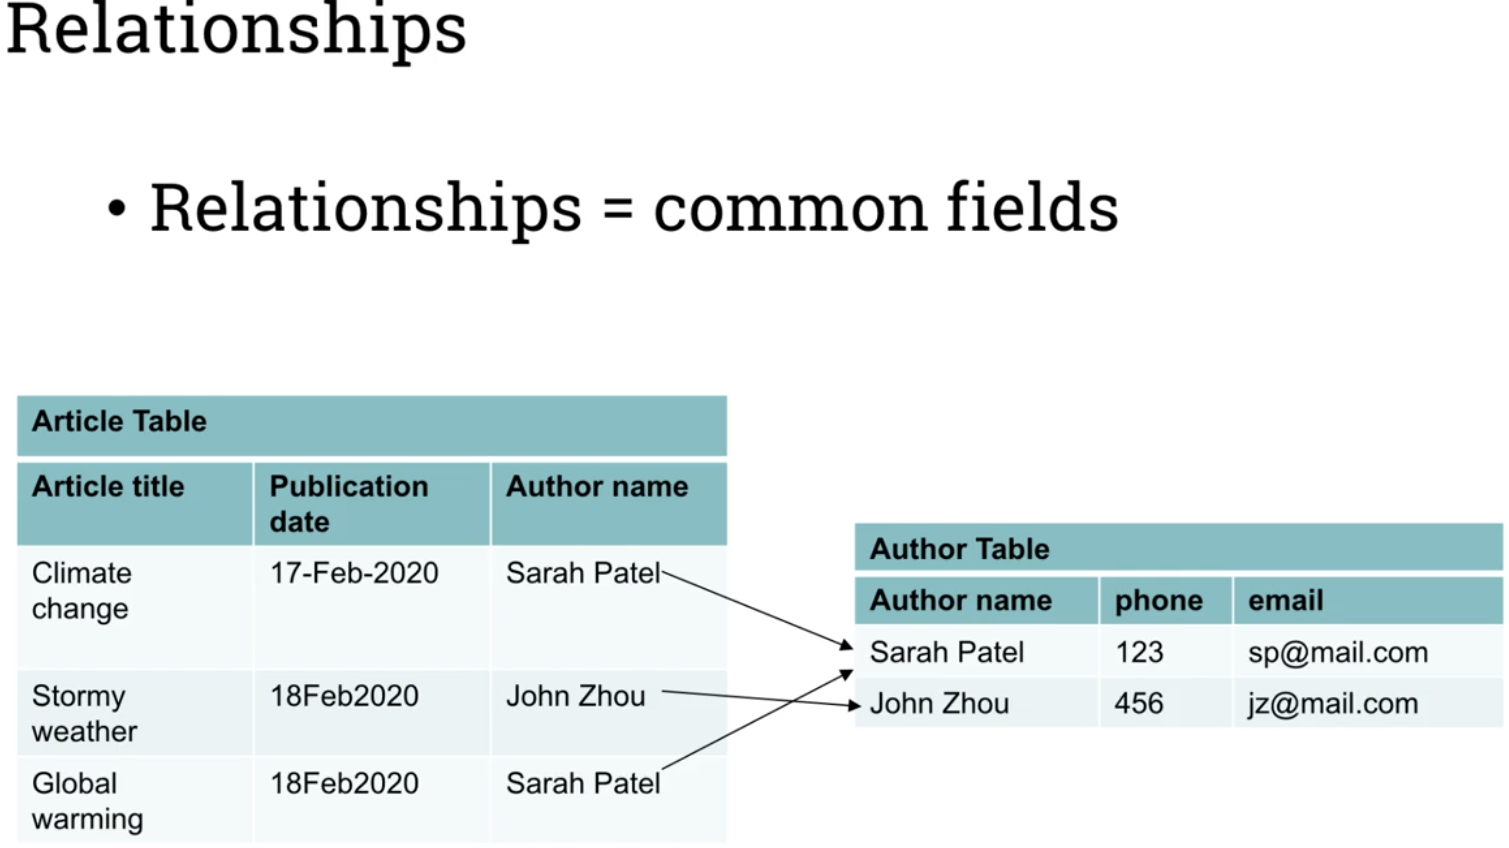 Relationships
• Relationships = common fields
Article Table
Article title Publication date Author name
Climate change 17-Feb-2020 Sarah Patel
Stormy weather 18Feb2020 John Zhou
Global warming 18Feb2020 Sarah Patel
Author Table
Author name phone email
Sarah Patel 123 sp@mail.com
John Zhou 456 jz@mail.com